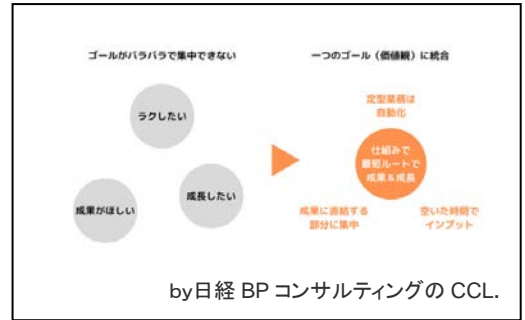 ゴールがバラバラで集中できない
一つのゴール（価値観）に統合
ラクしたい
成果がほしい
成長したい
定型業務は
自動化
仕組みで
最短ルートで
成果&成長
成果に直結する
部分に集中
空いた時間で
インプット
by日経 BP コンサルティングの CCL.